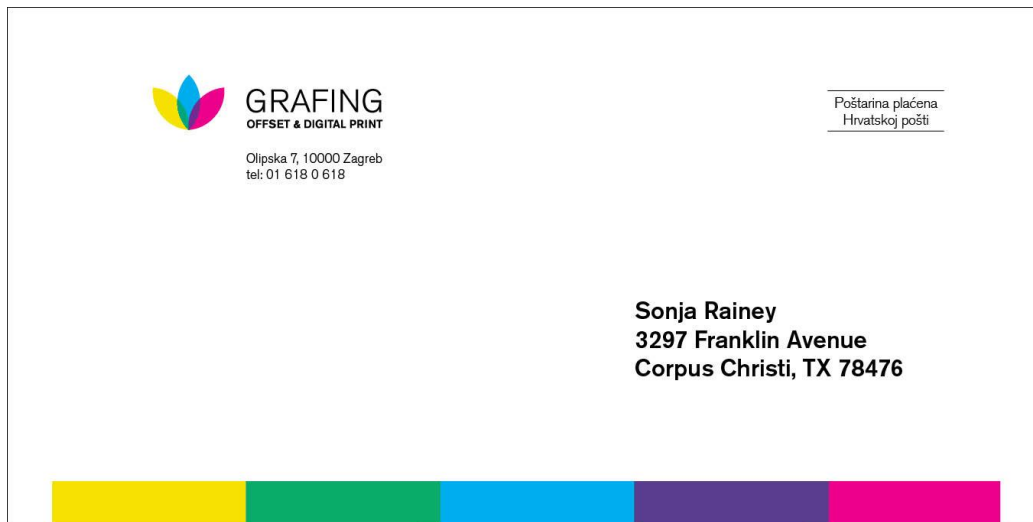 GRAFING
OFFSET & DIGITAL PRINT
Olipska 7, 10000 Zagreb
tel: 01 618 0 618
Poštarina plaćena
Hrvatskoj pošti
Sonja Rainey
3297 Franklin Avenue
Corpus Christi, TX 78476